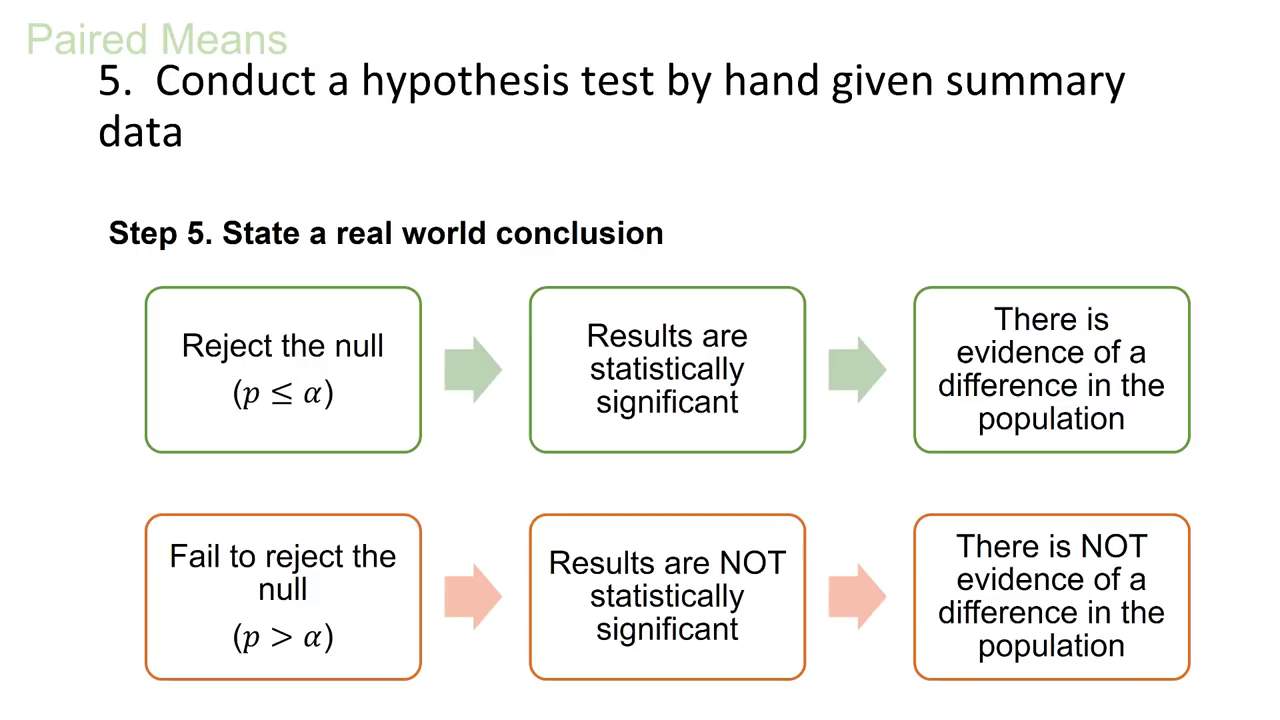 Paired Means
5. Conduct a hypothesis test by hand given summary
data
Step 5. State a real world conclusion
Reject the null
(𝑝 ≤ 𝛼)
Results are
statistically
significant
There is
evidence of a
difference in the
population
Fail to reject the
null
(𝑝 > 𝛼)
Results are NOT
statistically
significant
There is NOT
evidence of a
difference in the
population